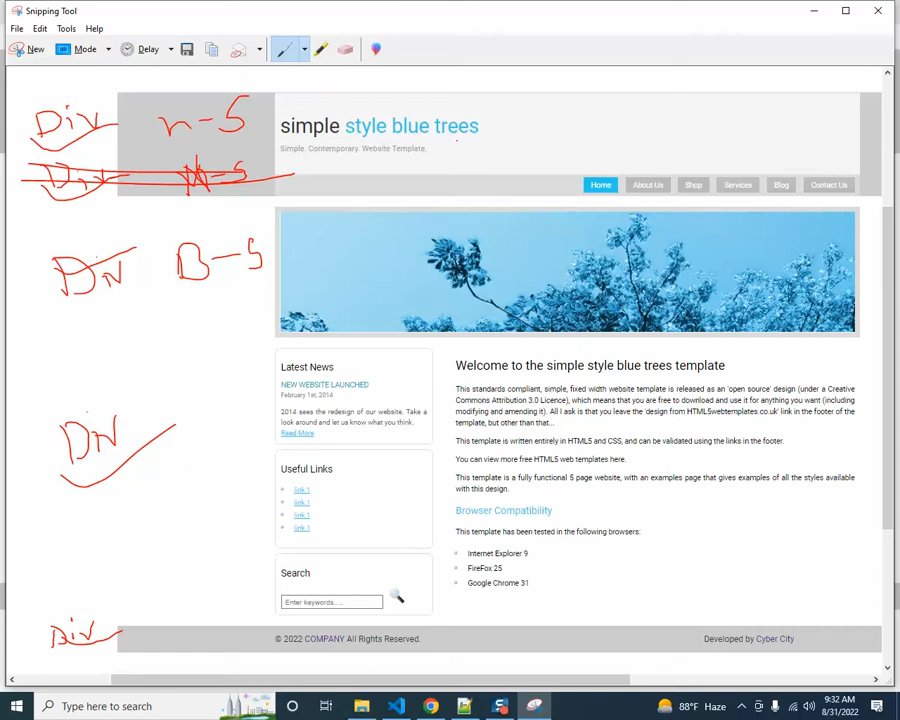 Snipping Tool
File Edit Tools Help
New Mode Delay
Div n-S
simple style blue trees
Simple. Contemporary. Website Template.
Home About Us Shop Services Blog Contact Us
Div B-S
Latest News
NEW WEBSITE LAUNCHED
February 1st, 2014
2014 sees the redesign of our website. Take a
look around and let us know what you think.
Read More
Useful Links
link 1
link 1
link 1
link 1
Search
Enter keywords.....
Welcome to the simple style blue trees template
This standards compliant, simple, fixed width website template is released as an 'open source' design (under a Creative
Commons Attribution 3.0 Licence), which means that you are free to download and use it for anything you want (including
modifying and amending it). All I ask is that you leave the 'design from HTML5webtemplates.co.uk' link in the footer of the
template, but other than that...
This template is written entirely in HTML5 and CSS, and can be validated using the links in the footer.
You can view more free HTML5 web templates here.
This template is a fully functional 5 page website, with an examples page that gives examples of all the styles available
with this design.
Browser Compatibility
This template has been tested in the following browsers:
Internet Explorer 9
FireFox 25
Google Chrome 31
Div
Div
© 2022 COMPANY All Rights Reserved. Developed by Cyber City
Type here to search
88°F Haze
9:32 AM
8/31/2022